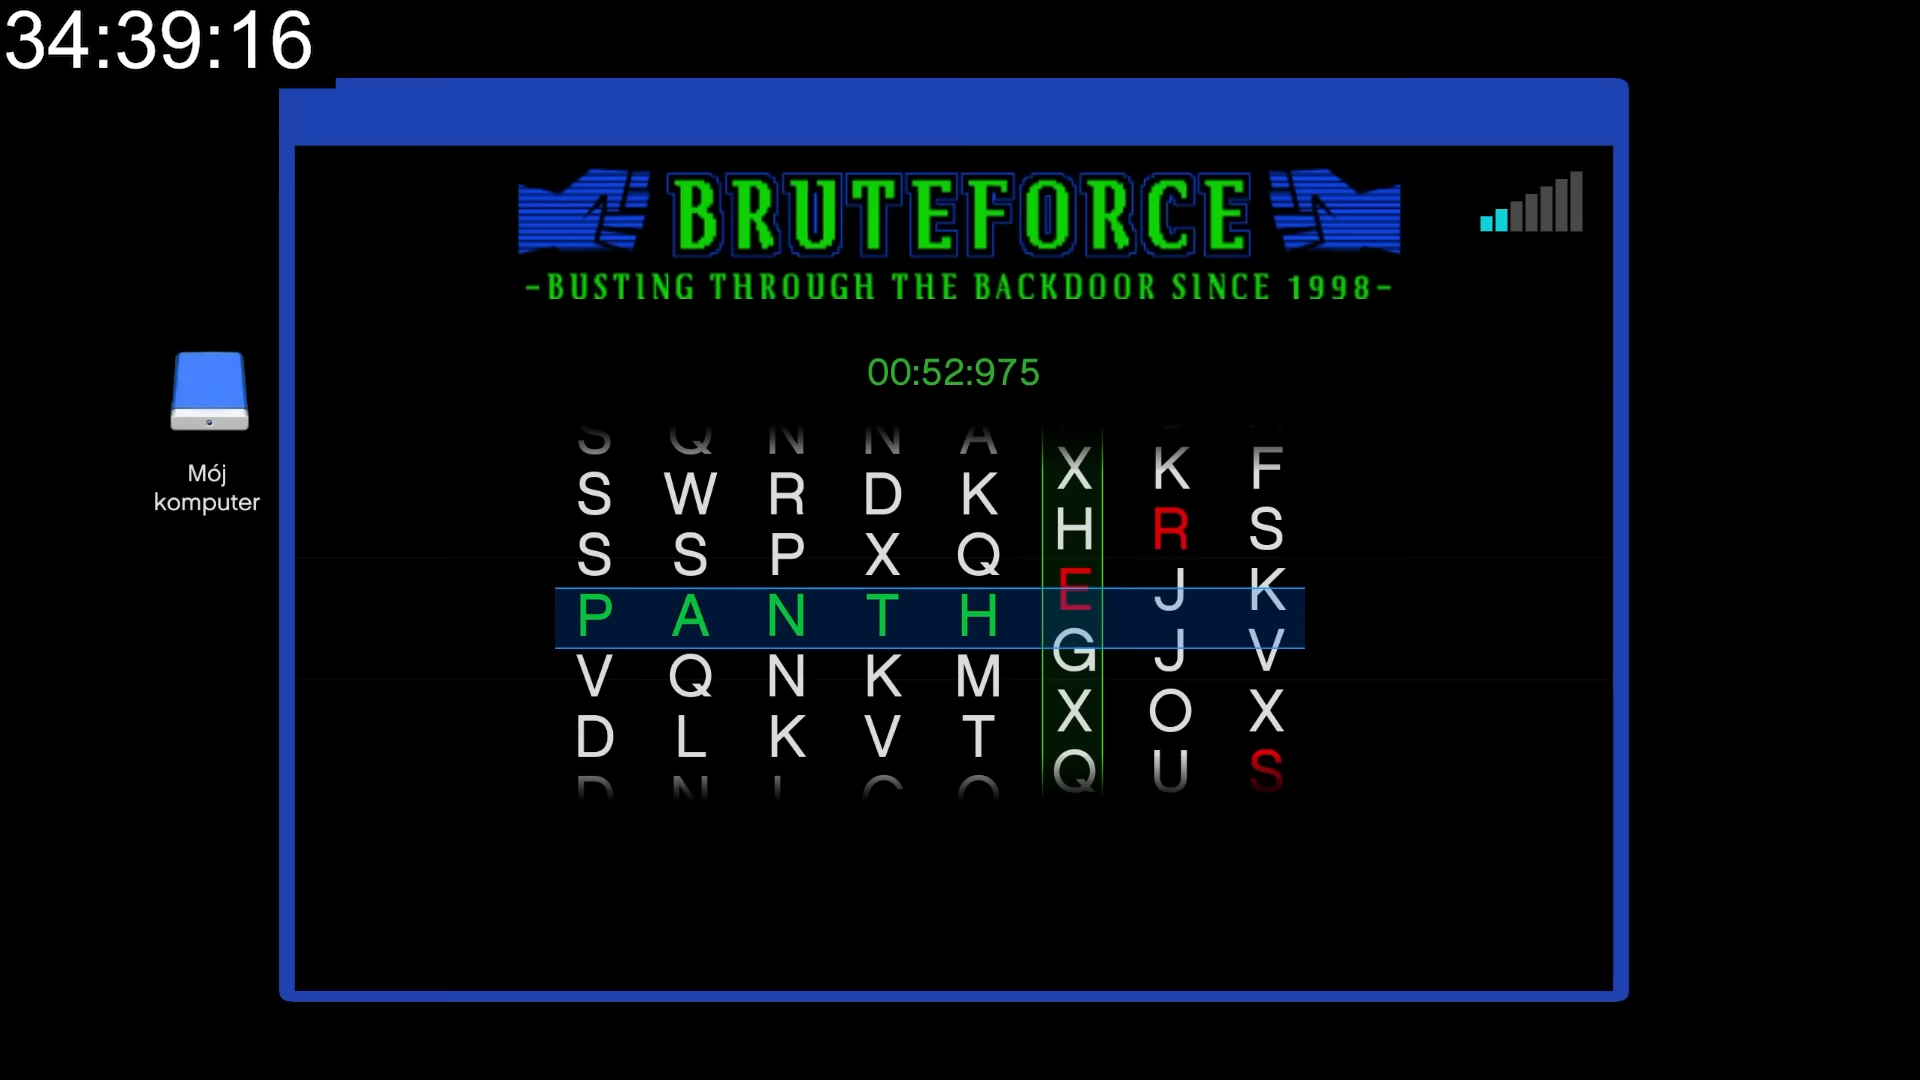 34:39:16
BRUTEFORCE
-BUSTING THROUGH THE BACKDOOR SINCE 1998-
00:52:975
Mój
komputer
S Q N N A X K F
S W R D K H R S
S S P X Q E J K
P A N T H G J V
V Q N K M X O X
D L K V T Q U S